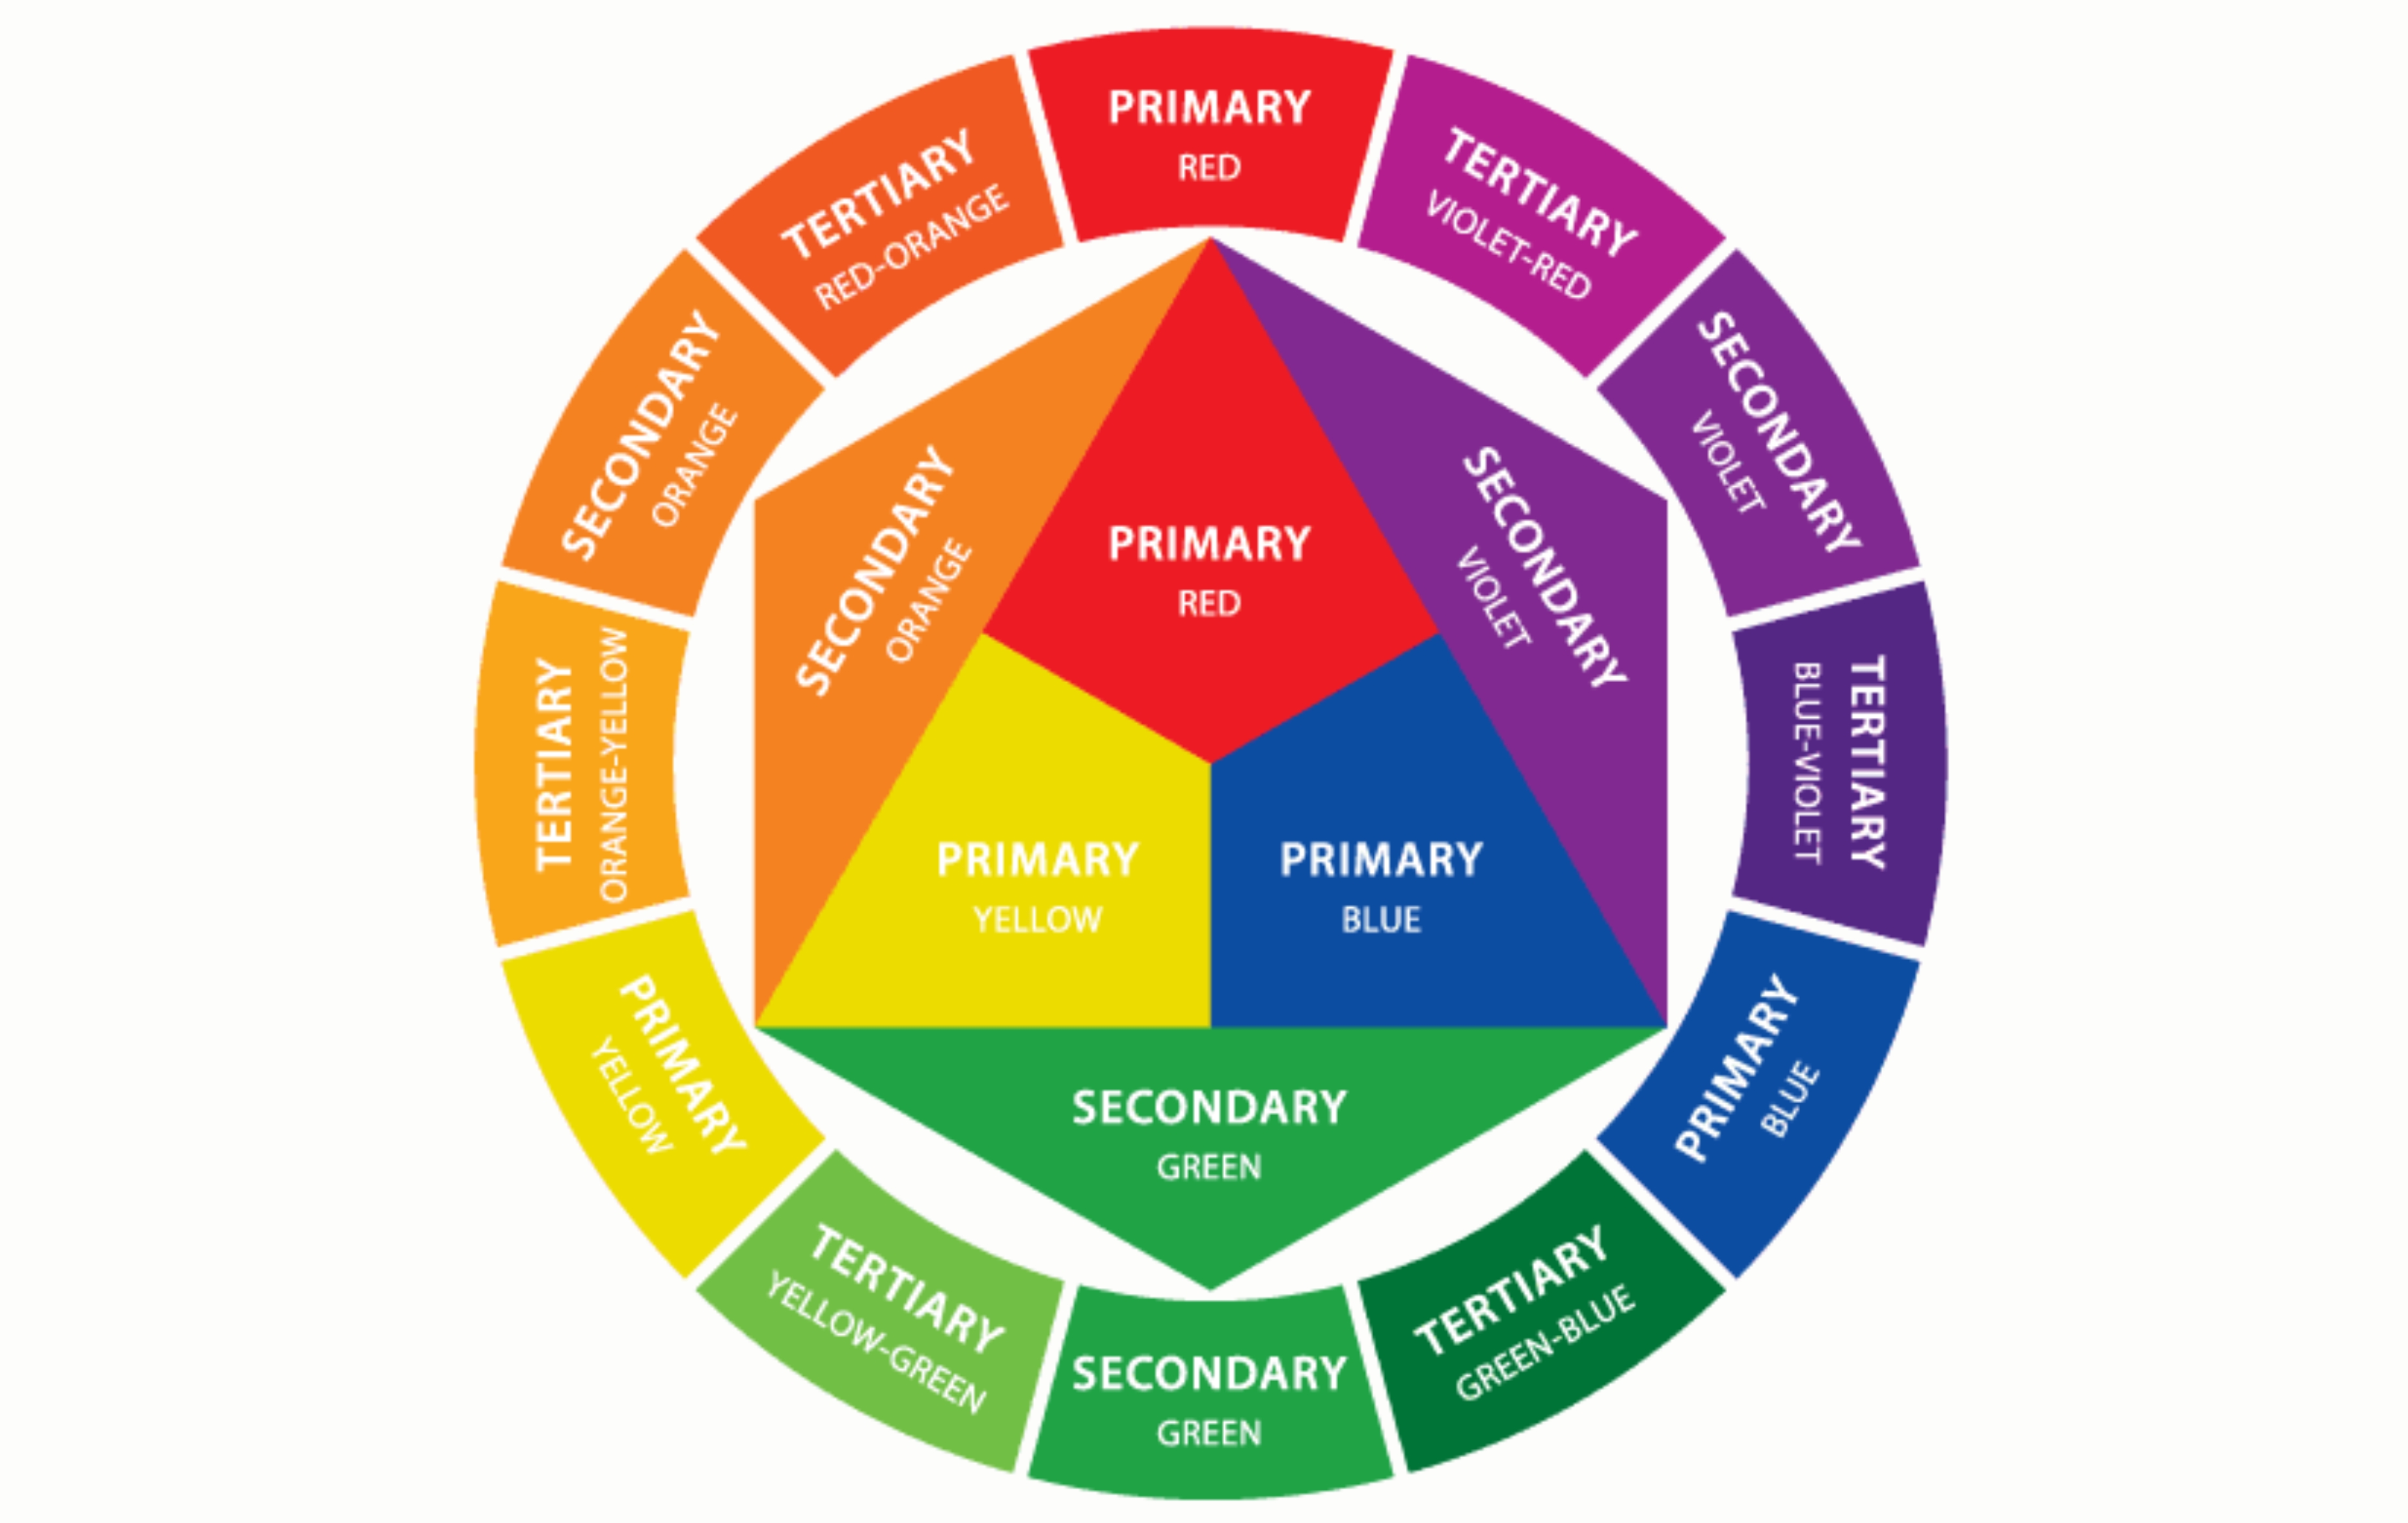 PRIMARY
RED
TERTIARY
VIOLET-RED
SECONDARY
VIOLET
TERTIARY
BLUE-VIOLET
PRIMARY
BLUE
TERTIARY
GREEN-BLUE
SECONDARY
GREEN
TERTIARY
YELLOW-GREEN
PRIMARY
YELLOW
TERTIARY
ORANGE-YELLOW
SECONDARY
ORANGE
TERTIARY
RED-ORANGE
PRIMARY
RED
SECONDARY
VIOLET
PRIMARY
BLUE
SECONDARY
GREEN
PRIMARY
YELLOW
SECONDARY
ORANGE